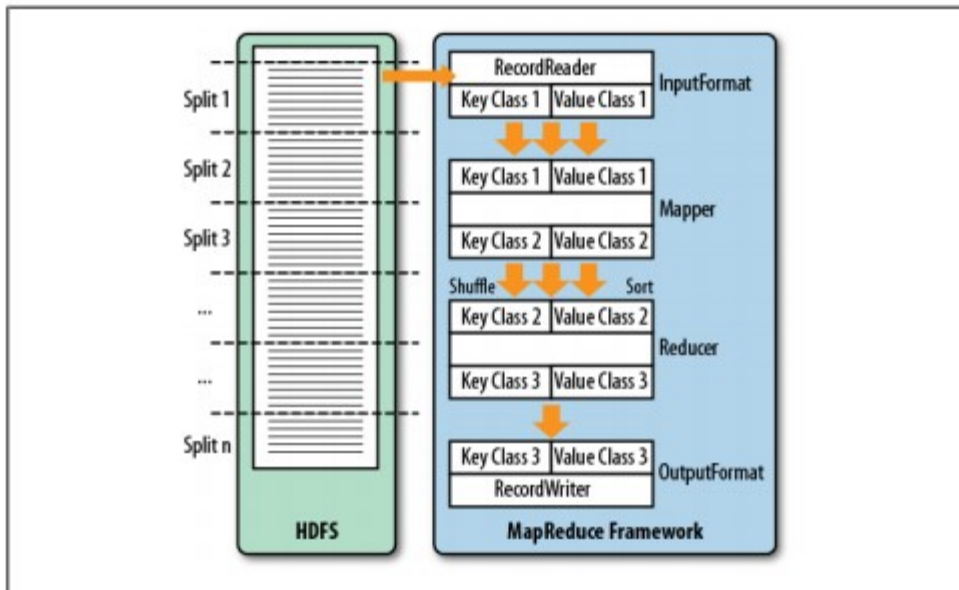 Split 1
Split 2
Split 3
...
...
Split n
HDFS
RecordReader
Key Class 1 Value Class 1
InputFormat
Key Class 1 Value Class 1
Mapper
Key Class 2 Value Class 2
Shuffle Sort
Key Class 2 Value Class 2
Reducer
Key Class 3 Value Class 3
Key Class 3 Value Class 3
OutputFormat
RecordWriter
MapReduce Framework